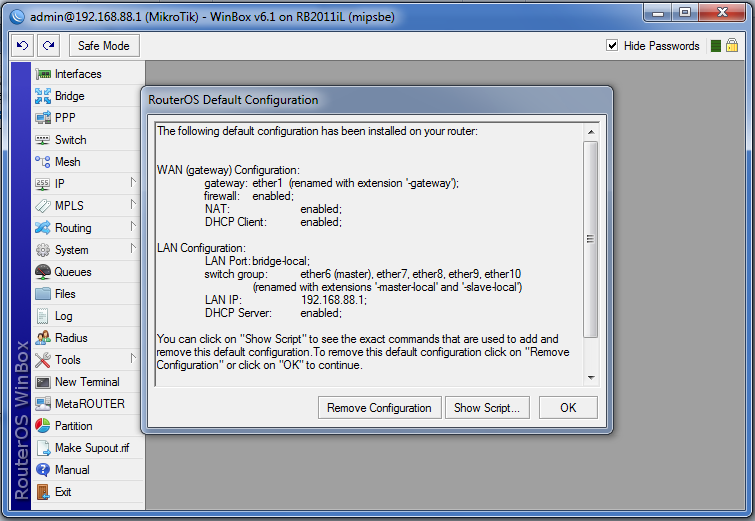 admin@192.168.88.1 (MikroTik) - WinBox v6.1 on RB2011iL (mipsbe)
Safe Mode
Hide Passwords
Interfaces
Bridge
PPP
Switch
Mesh
IP
MPLS
Routing
System
Queues
Files
Log
Radius
Tools
New Terminal
MetaROUTER
Partition
Make Supout.rif
Manual
Exit
RouterOS WinBox
RouterOS Default Configuration
The following default configuration has been installed on your router:
WAN (gateway) Configuration:
gateway: ether1 (renamed with extension '-gateway');
firewall: enabled;
NAT: enabled;
DHCP Client: enabled;
LAN Configuration:
LAN Port: bridge-local;
switch group: ether6 (master), ether7, ether8, ether9, ether10
(renamed with extensions '-master-local' and '-slave-local')
LAN IP: 192.168.88.1;
DHCP Server: enabled;
You can click on "Show Script" to see the exact commands that are used to add and
remove this default configuration.To remove this default configuration click on "Remove
Configuration" or click on "OK" to continue.
Remove Configuration
Show Script...
OK